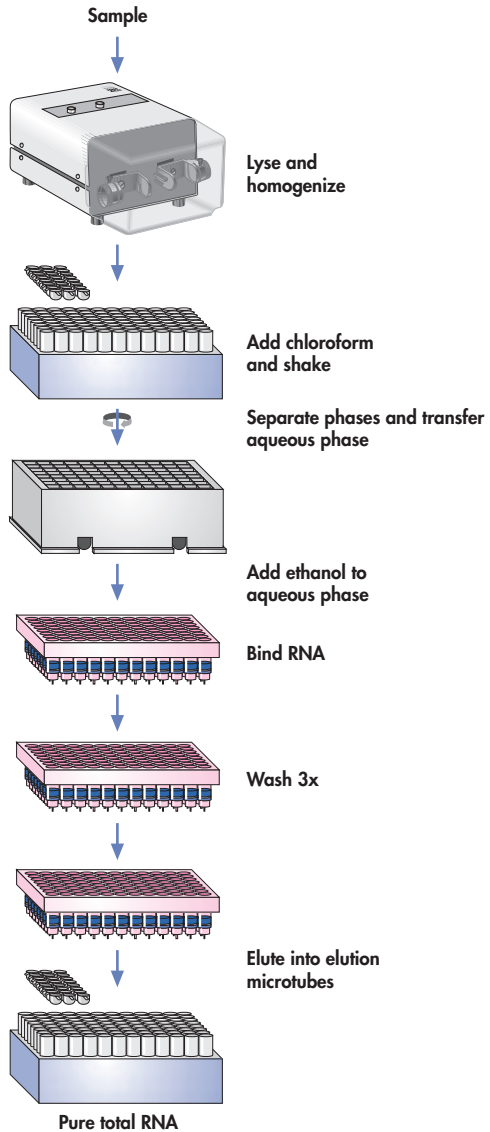 Sample
Lyse and
homogenize
Add chloroform
and shake
Separate phases and transfer
aqueous phase
Add ethanol to
aqueous phase
Bind RNA
Wash 3x
Elute into elution
microtubes
Pure total RNA